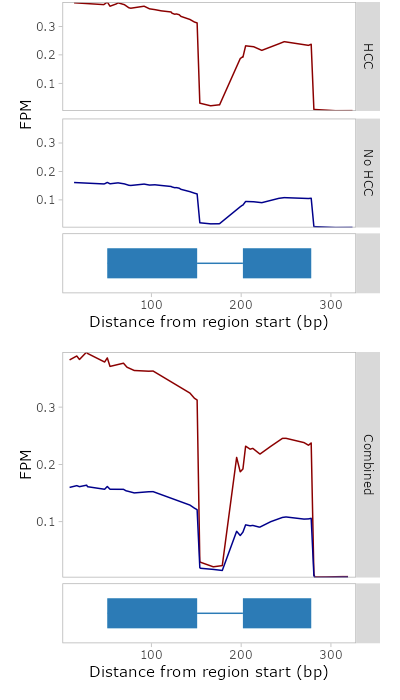 0.3
0.2
0.1
HCC
FPM
0.3
0.2
0.1
No HCC
100 200 300
Distance from region start (bp)
0.3
0.2
0.1
FPM
Combined
100 200 300
Distance from region start (bp)